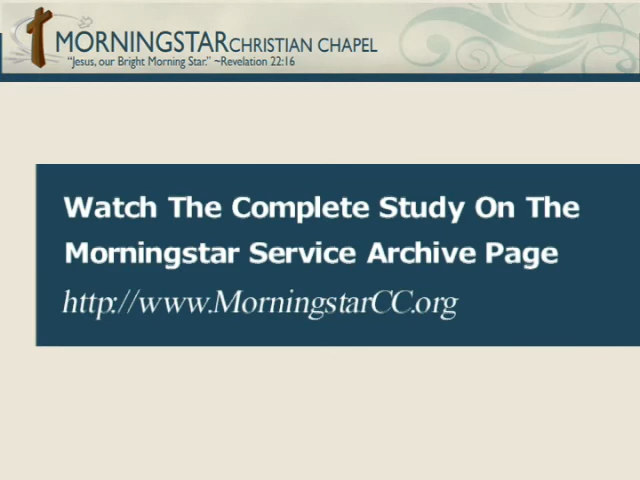 MORNINGSTAR CHRISTIAN CHAPEL
“Jesus, our Bright Morning Star.” ~Revelation 22:16
Watch The Complete Study On The
Morningstar Service Archive Page
http://www.MorningstarCC.org